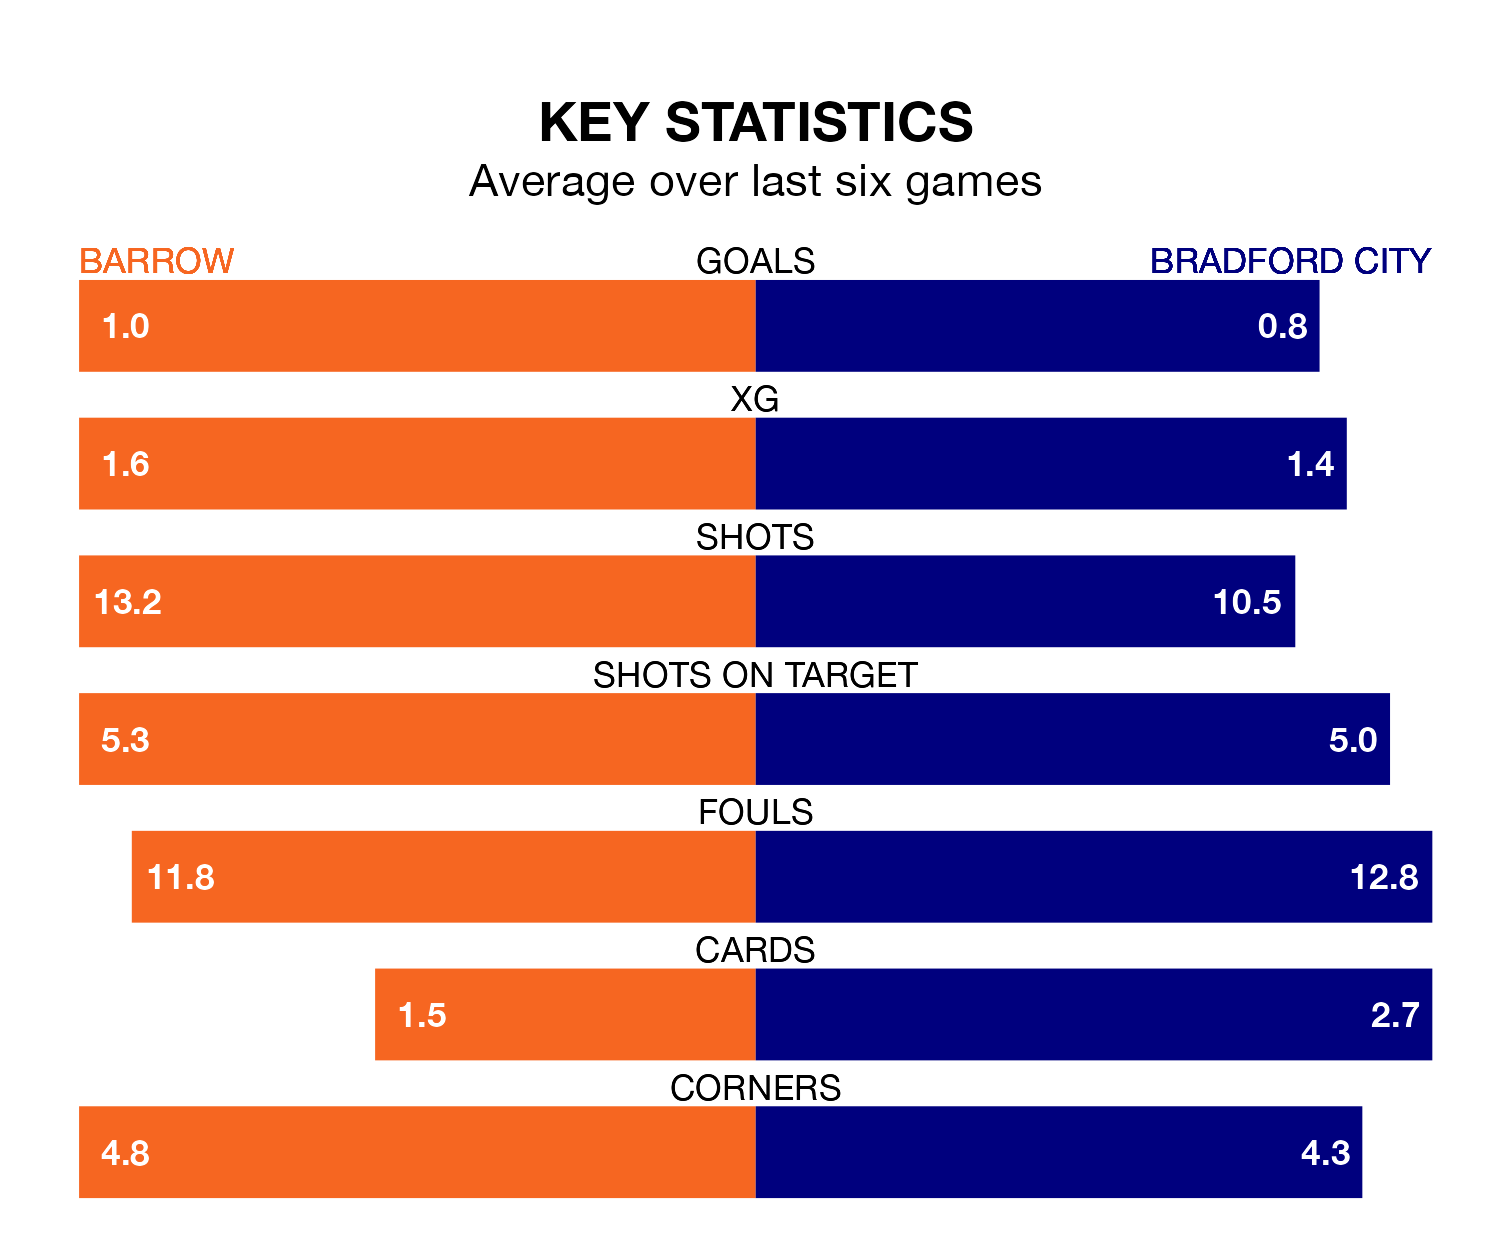 KEY STATISTICS
Average over last six games
BARROW GOALS BRADFORD CITY
1.0 0.8
XG
1.6 1.4
SHOTS
13.2 10.5
SHOTS ON TARGET
5.3 5.0
FOULS
11.8 12.8
CARDS
1.5 2.7
CORNERS
4.8 4.3